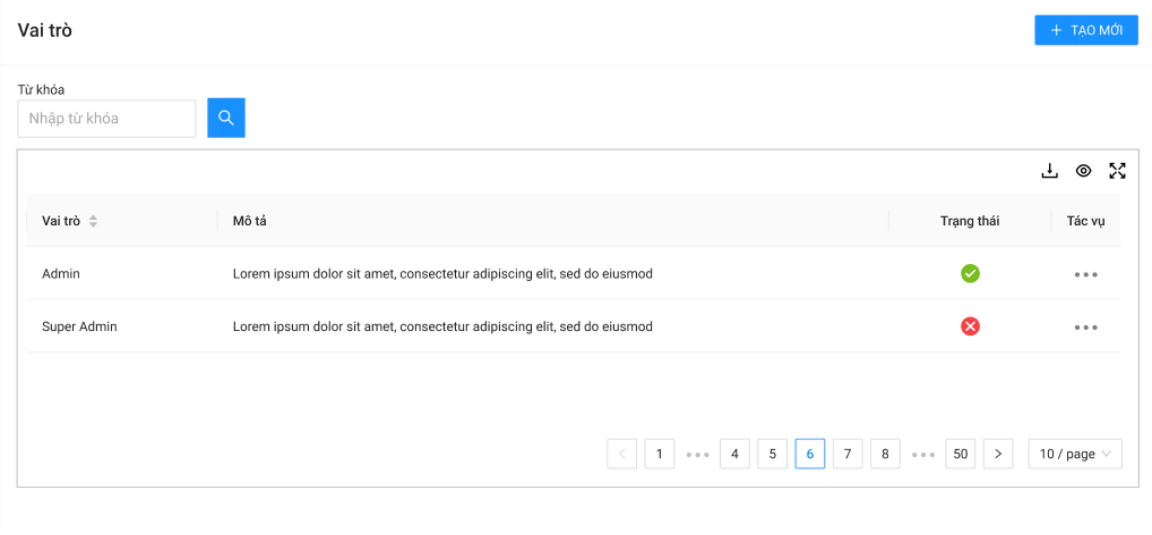 Vai trò
+ TẠO MỚI
Từ khóa
Nhập từ khóa
Vai trò Mô tả Trạng thái Tác vụ
Admin Lorem ipsum dolor sit amet, consectetur adipiscing elit, sed do eiusmod
Super Admin Lorem ipsum dolor sit amet, consectetur adipiscing elit, sed do eiusmod
< 1 ••• 4 5 6 7 8 ••• 50 > 10 / page